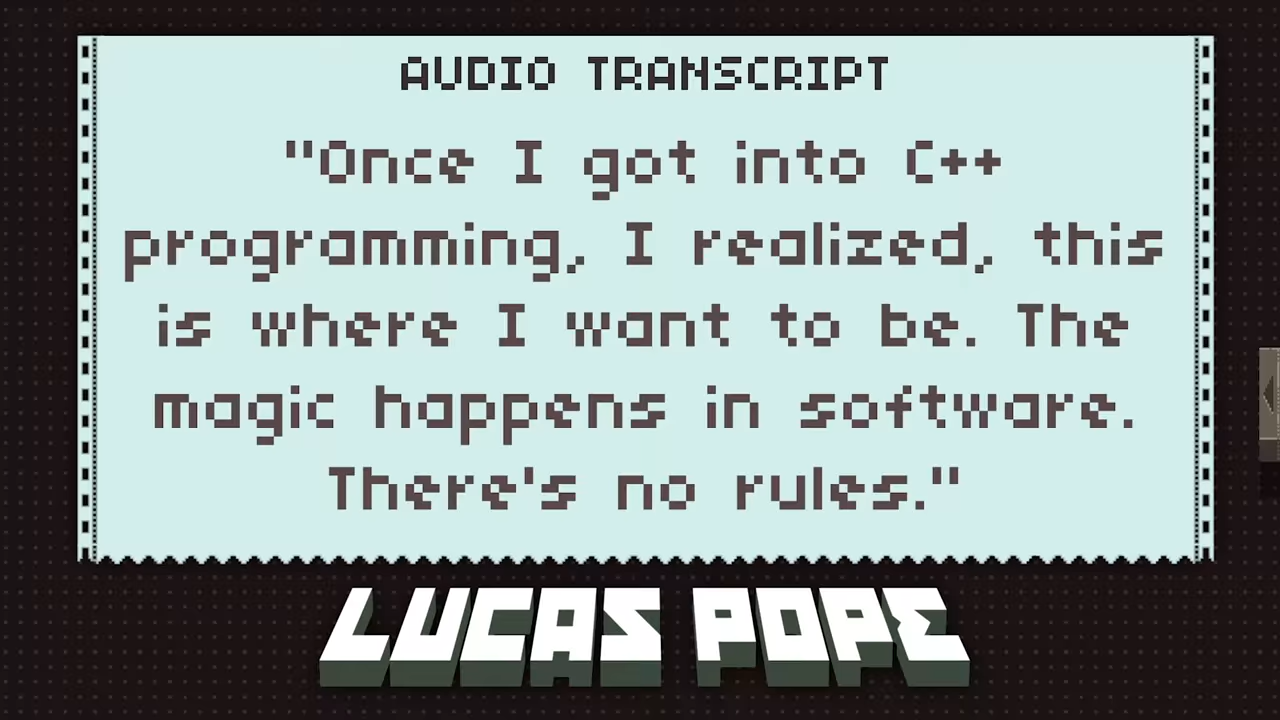 AUDIO TRANSCRIPT
"Once I got into C++
programming, I realized, this
is where I want to be. The
magic happens in software.
There's no rules."
LUCAS POPE